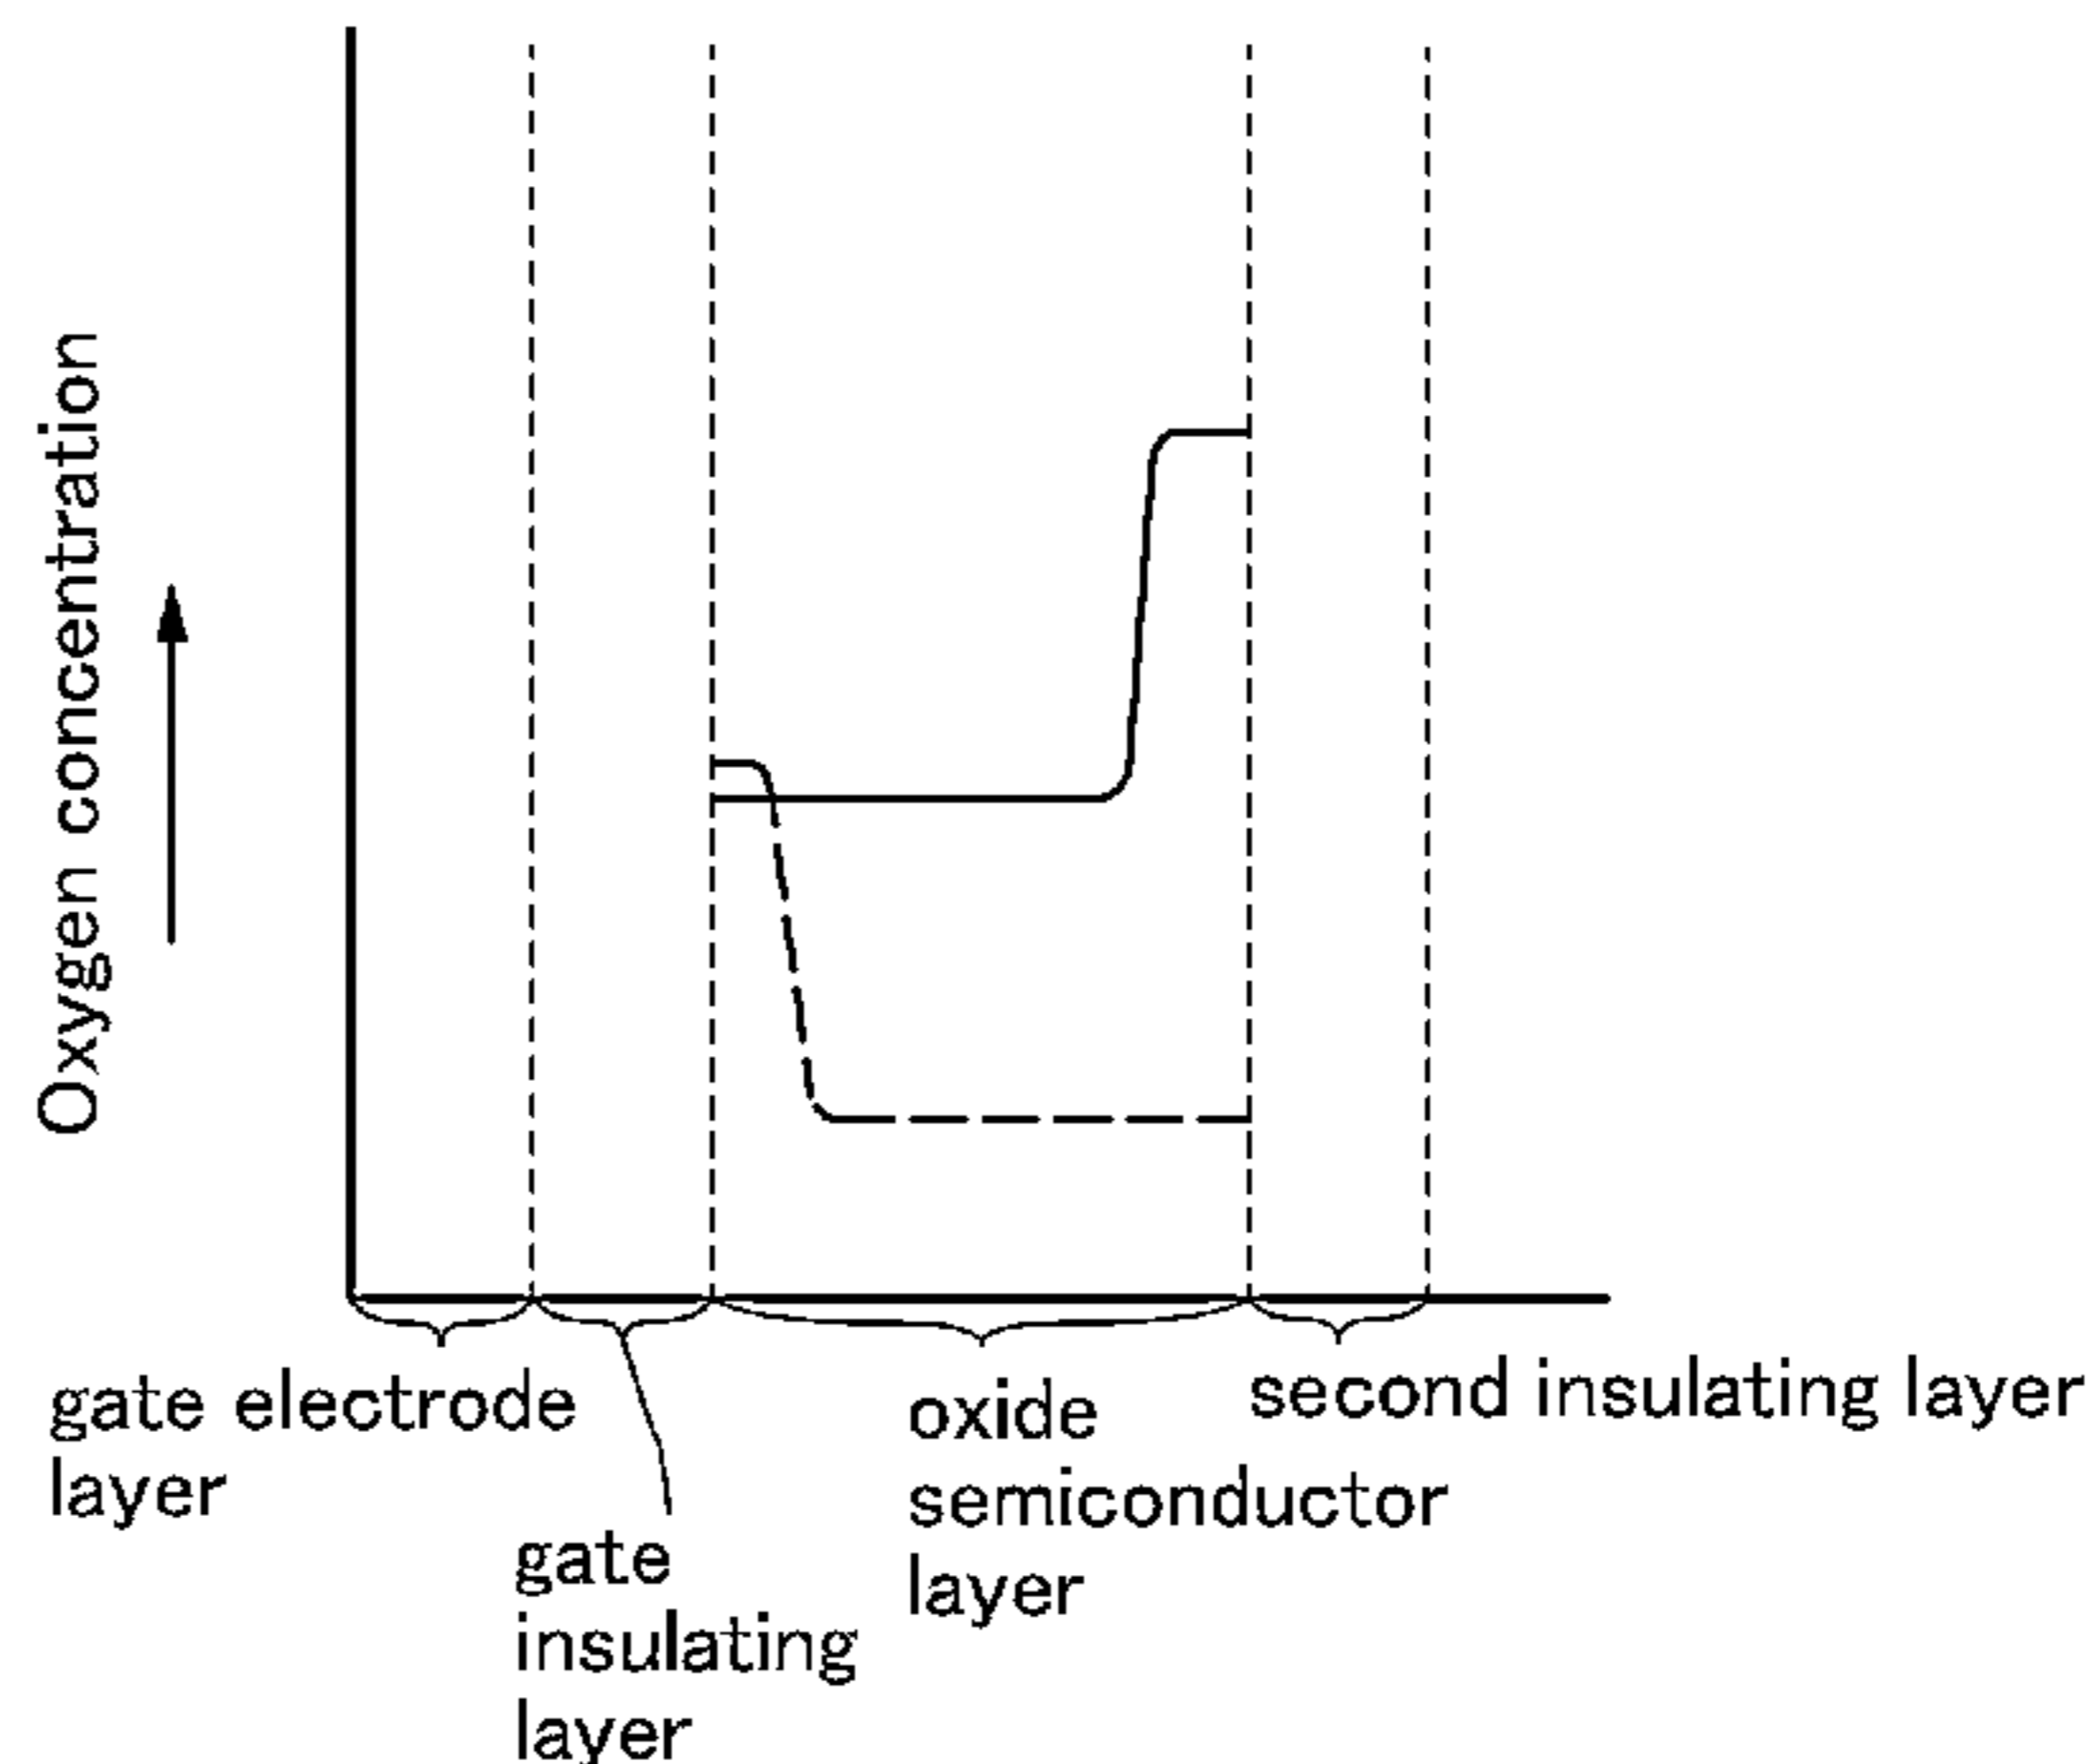 Oxygen concentration
gate electrode
layer
gate
insulating
layer
oxide
semiconductor
layer
second insulating layer